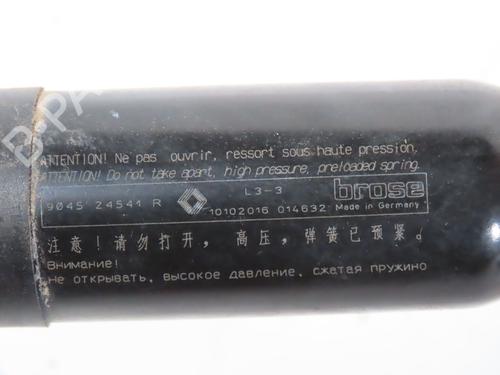 ATTENTION! Ne pas ouvrir, ressort sous haute pression.
ATTENTION! Do not take apart, high pressure, preloaded spring.
9045 24541 R L3-3 brose
10102016 014632 Made in Germany
注意！请勿打开，高压，弹簧已预紧。
Внимание!
Не открывать, высокое давление, сжатая пружино
B-PA